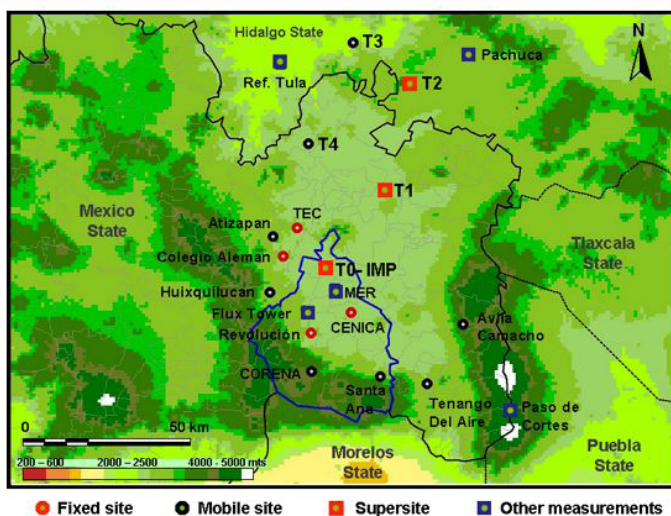 Hidalgo State
T3
N
Ref. Tula
Pachuca
T2
T4
T1
Mexico
State
TEC
Atizapan
Colegio Aleman
Tlaxcala
State
T0- IMP
Huixquilucan
MER
Flux Tower
CENICA
Revolución
Avila
Camacho
CORENA
Santa
Ana
Tenango
Del Aire
Paso de
Cortes
0 50 km
Morelos
State
Puebla
State
200 – 600 2000 – 2500 4000 - 5000 mts
Fixed site Mobile site Supersite Other measurements